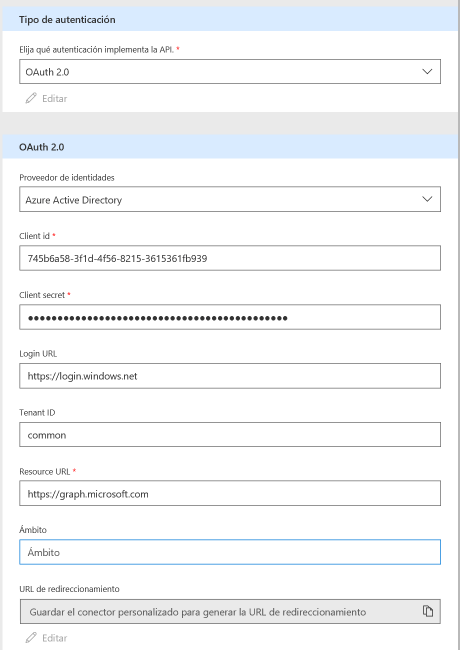 Tipo de autenticación
Elija qué autenticación implementa la API. *
OAuth 2.0
Editar
OAuth 2.0
Proveedor de identidades
Azure Active Directory
Client id *
745b6a58-3f1d-4f56-8215-3615361fb939
Client secret *
••••••••••••••••••••••••••••••••••••••••••••
Login URL
https://login.windows.net
Tenant ID
common
Resource URL *
https://graph.microsoft.com
Ámbito
Ámbito
URL de redireccionamiento
Guardar el conector personalizado para generar la URL de redireccionamiento
Editar